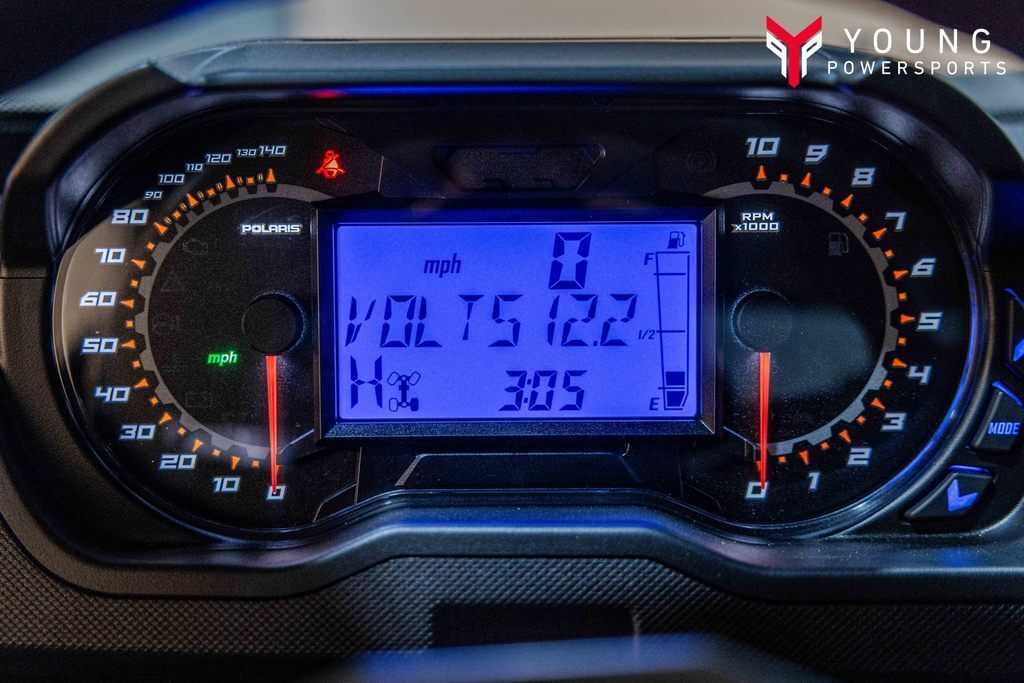 YOUNG
POWERSPORTS
0
10
20
30
40
50
60
70
80
90
100
110
120
130
140
POLARIS
mph
mph 0
VOLTS 12.2
H
3:05
F
1/2
E
RPM
x1000
10
9
8
7
6
5
4
3
2
1
0
MODE